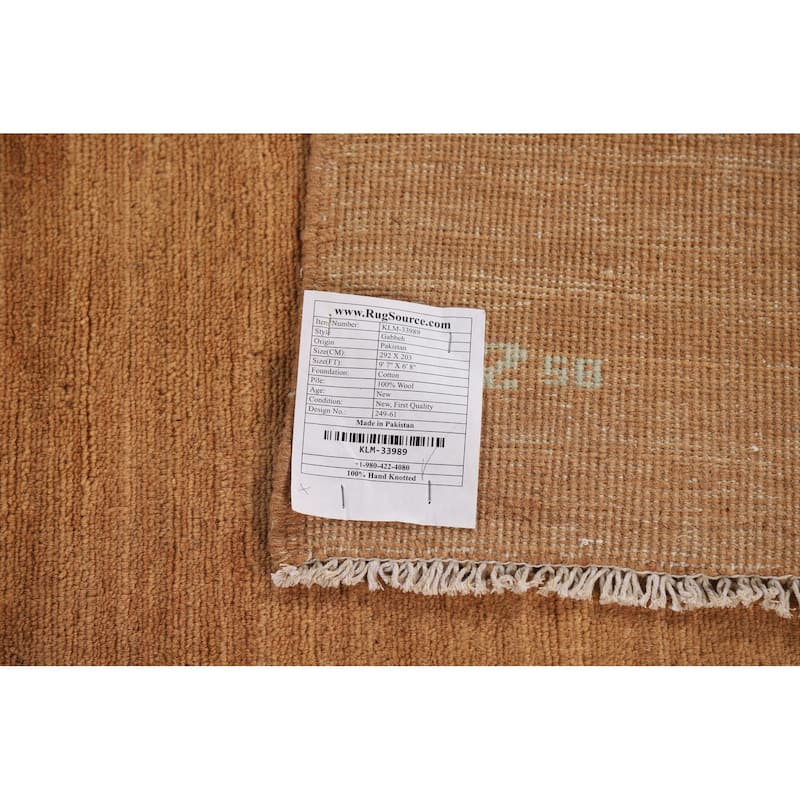 www.RugSource.com
Item Number: KLM-33989
Style Gabbeh
Origin Pakistan
Size(CM): 292 X 203
Size(FT): 9' 7" X 6' 8"
Foundation: Cotton
Pile: 100% Wool
Age: New
Condition: New, First Quality
Design No.: 249-61
Made in Pakistan
KLM-33989
+1-980-422-4080
100% Hand Knotted